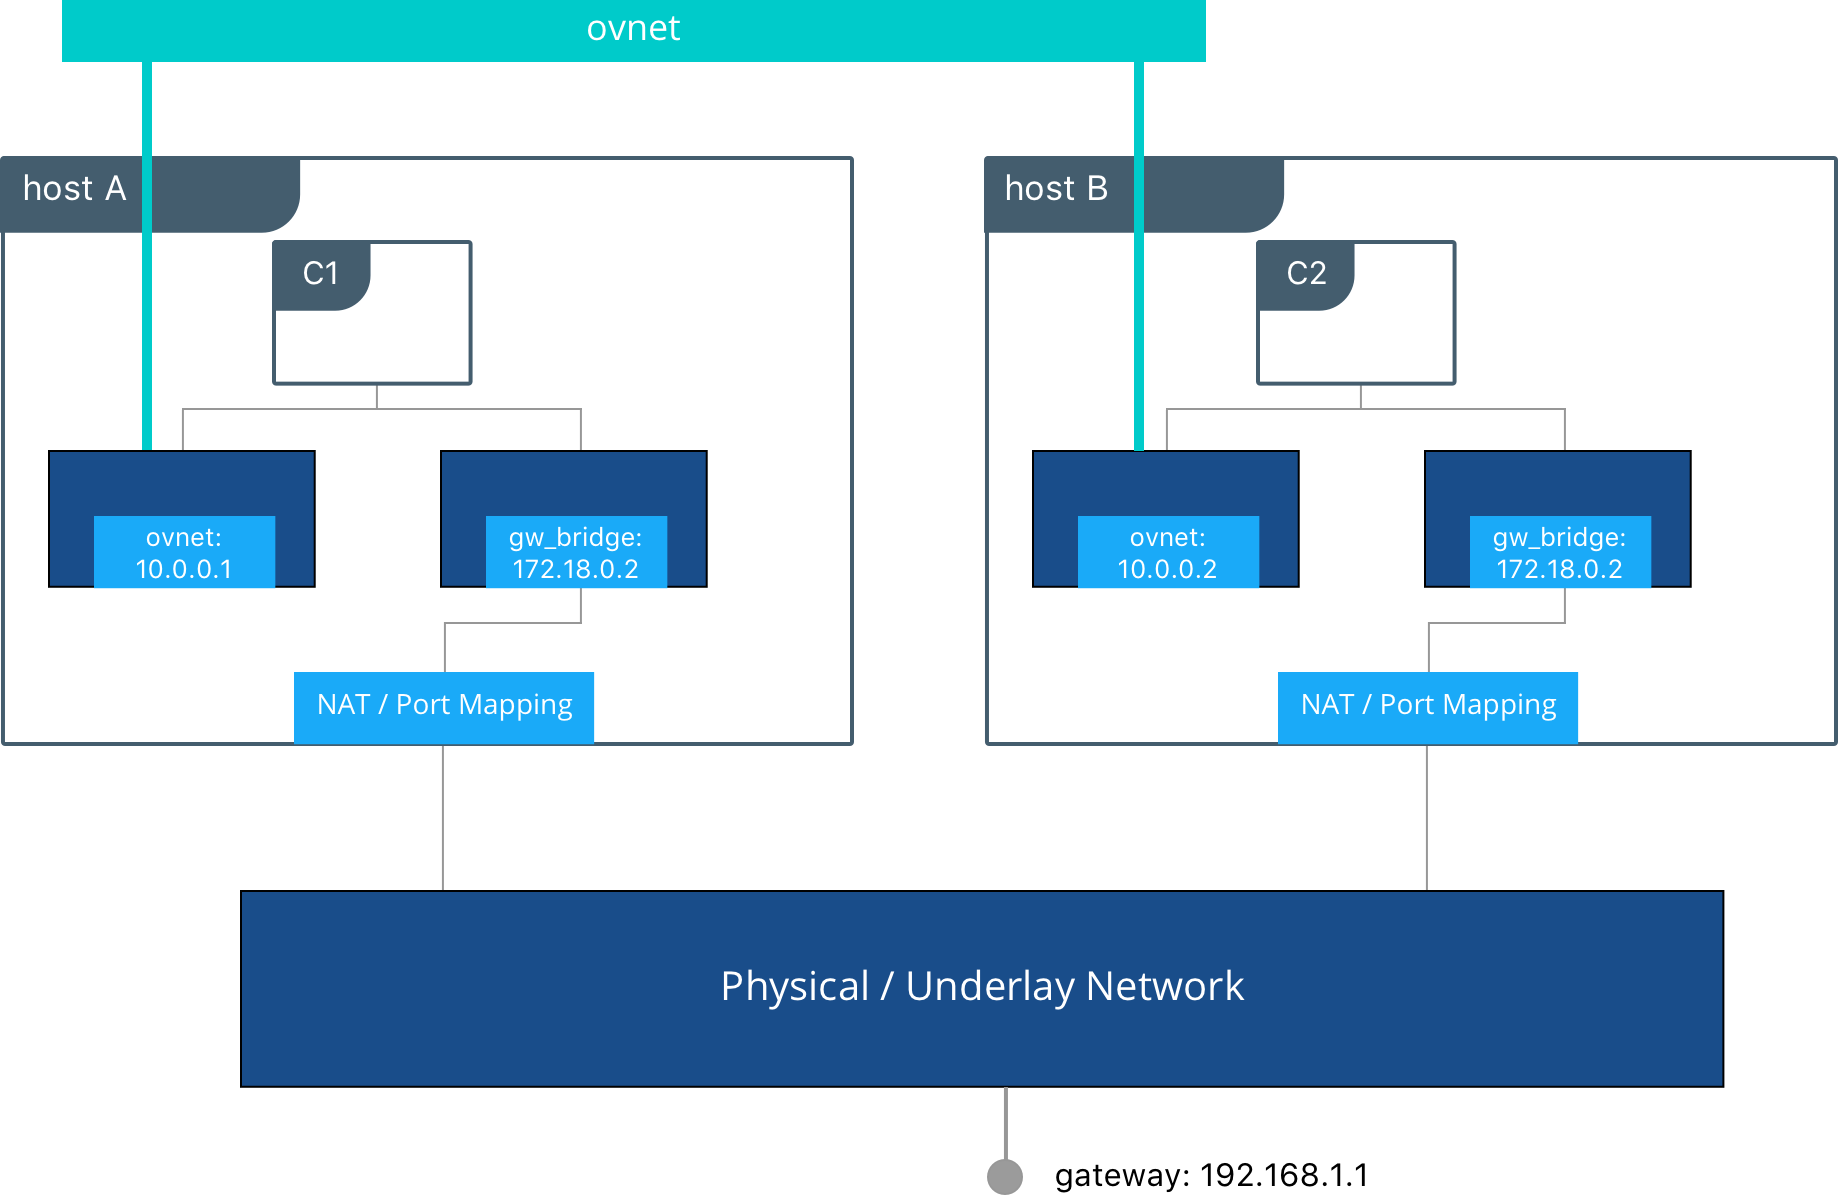 ovnet
host A
host B
C1
C2
ovnet:
10.0.0.1
gw_bridge:
172.18.0.2
ovnet:
10.0.0.2
gw_bridge:
172.18.0.2
NAT / Port Mapping
NAT / Port Mapping
Physical / Underlay Network
gateway: 192.168.1.1